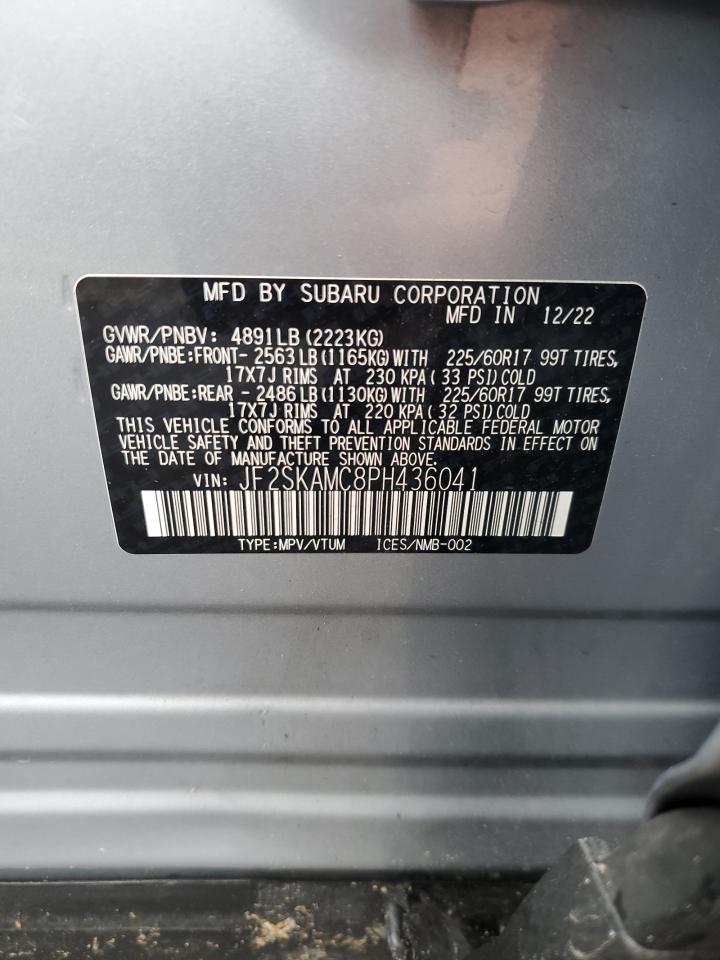 MFD BY SUBARU CORPORATION
MFD IN 12/22
GVWR/PNBV: 4891LB (2223KG)
GAWR/PNBE:FRONT- 2563LB (1165KG) WITH 225/60R17 99T TIRES,
17X7J RIMS AT 230 KPA( 33 PSI)COLD
GAWR/PNBE:REAR - 2486LB (1130KG) WITH 225/60R17 99T TIRES,
17X7J RIMS AT 220 KPA( 32 PSI)COLD
THIS VEHICLE CONFORMS TO ALL APPLICABLE FEDERAL MOTOR
VEHICLE SAFETY AND THEFT PREVENTION STANDARDS IN EFFECT ON
THE DATE OF MANUFACTURE SHOWN ABOVE.
VIN: JF2SKAMC8PH436041
TYPE:MPV/VTUM ICES/NMB-002